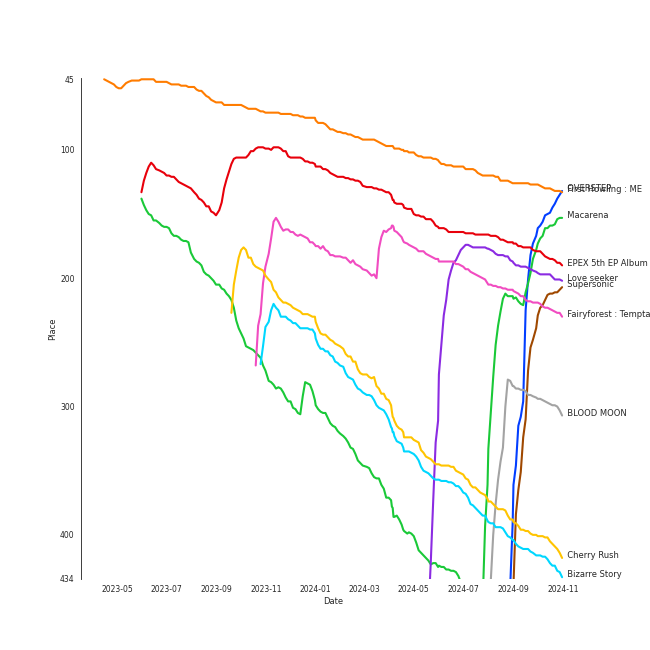 45
100
200
300
400
434
Place
2023-05
2023-07
2023-09
2023-11
2024-01
2024-03
2024-05
2024-07
2024-09
2024-11
Date
OVERSTEP
Howling : ME
Macarena
EPEX 5th EP Album
Love seeker
Supersonic
Fairyforest : Tempta
BLOOD MOON
Cherry Rush
Bizarre Story